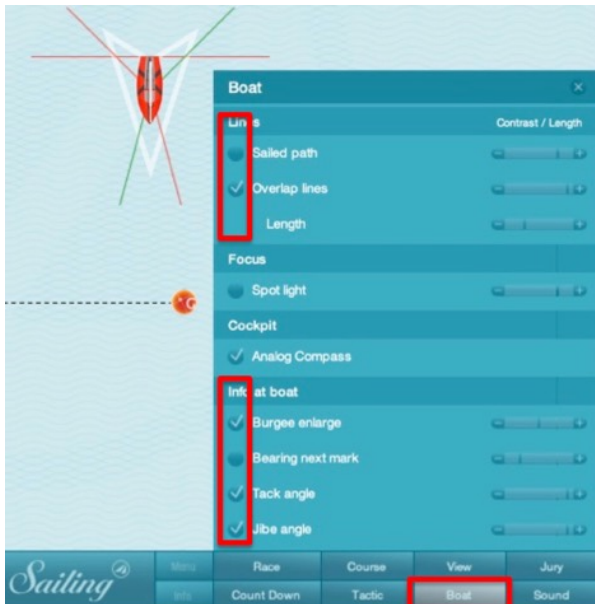 Boat
Lines Contrast / Length
Sailed path
Overlap lines
Length
Focus
Spot light
Cockpit
Analog Compass
Info at boat
Burgee enlarge
Bearing next mark
Tack angle
Jibe angle
Sailing Menu Race Course View Jury
Info Count Down Tactic Boat Sound